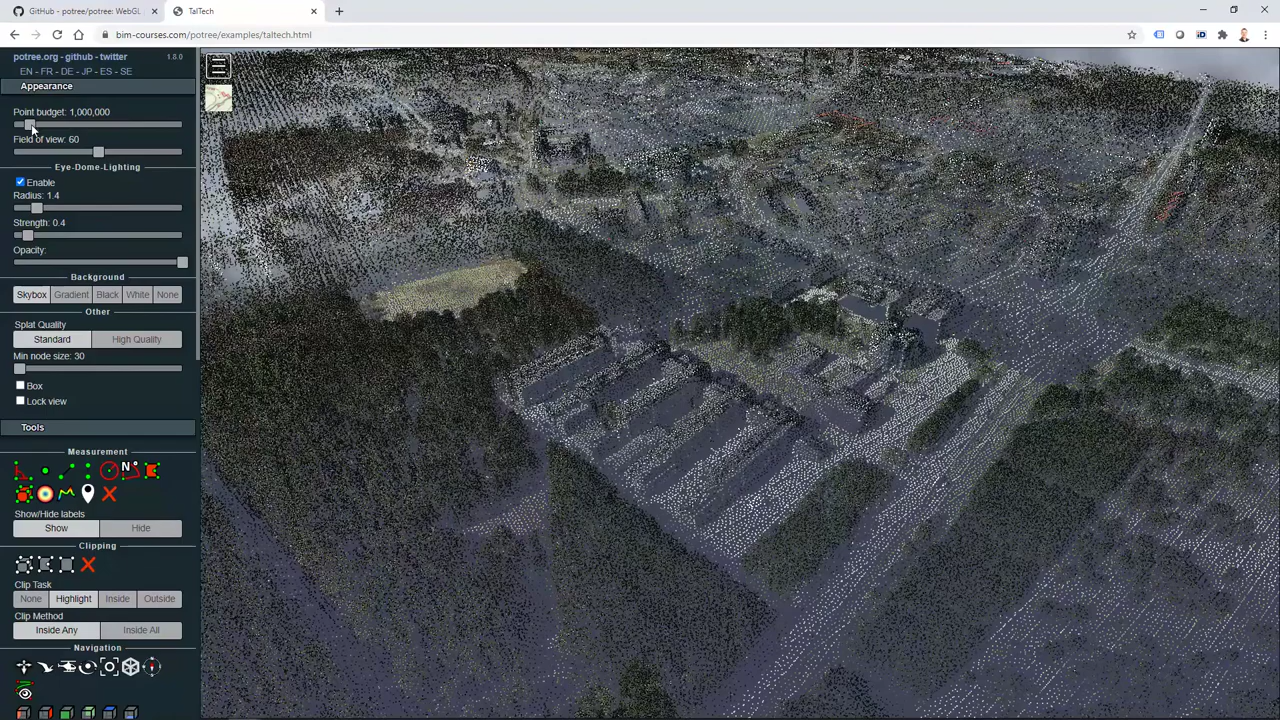 GitHub - potree/potree: WebGL
TalTech
bim-courses.com/potree/examples/taltech.html
potree.org - github - twitter
1.8.0
EN - FR - DE - JP - ES - SE
Appearance
Point budget: 1,000,000
Field of view: 60
Eye-Dome-Lighting
Enable
Radius: 1.4
Strength: 0.4
Opacity:
Background
Skybox Gradient Black White None
Other
Splat Quality
Standard High Quality
Min node size: 30
Box
Lock view
Tools
Measurement
N°
Show/Hide labels
Show Hide
Clipping
Clip Task
None Highlight Inside Outside
Clip Method
Inside Any Inside All
Navigation